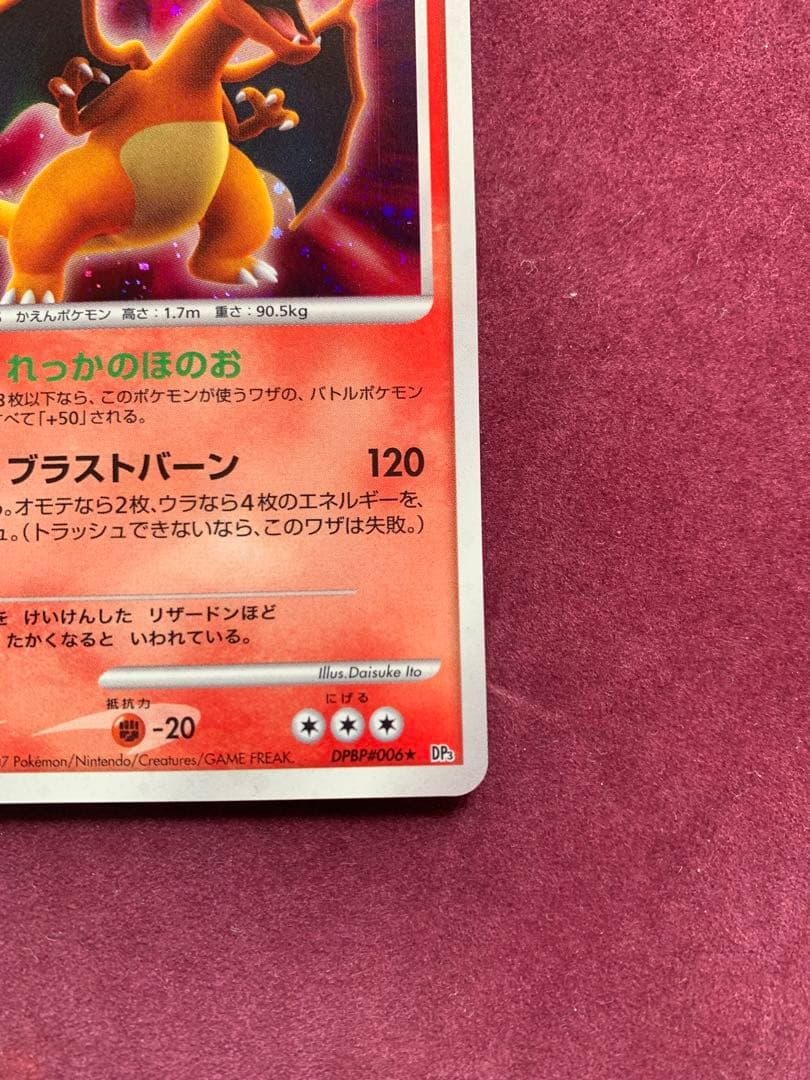 かえんポケモン 高さ：1.7m 重さ：90.5kg
れっかのほのお
枚以下なら、このポケモンが使うワザの、バトルポケモン
べて「+50」される。
ブラストバーン 120
。オモテなら2枚、ウラなら4枚のエネルギーを、
ュ。（トラッシュできないなら、このワザは失敗。）
を けいけんした リザードンほど
たかくなると いわれている。
Illus.Daisuke Ito
抵抗力 にげる
-20
7 Pokémon/Nintendo/Creatures/GAME FREAK. DPBP#006★ DP3